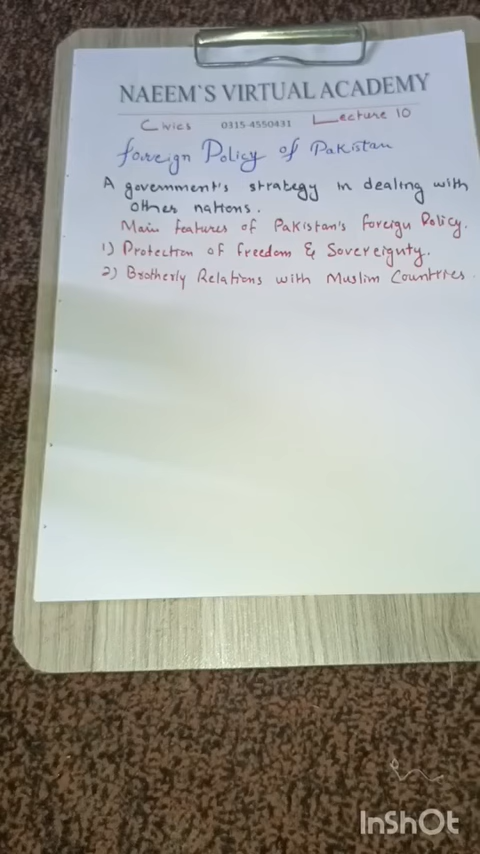 NAEEM`S VIRTUAL ACADEMY
Civics 0315-4550431 Lecture 10
Foreign Policy of Pakistan
A government's strategy in dealing with
other nations.
Main features of Pakistan's Foreign Policy.
1) Protection of Freedom & Sovereignty.
2) Brotherly Relations with Muslim Countries.
InShOt